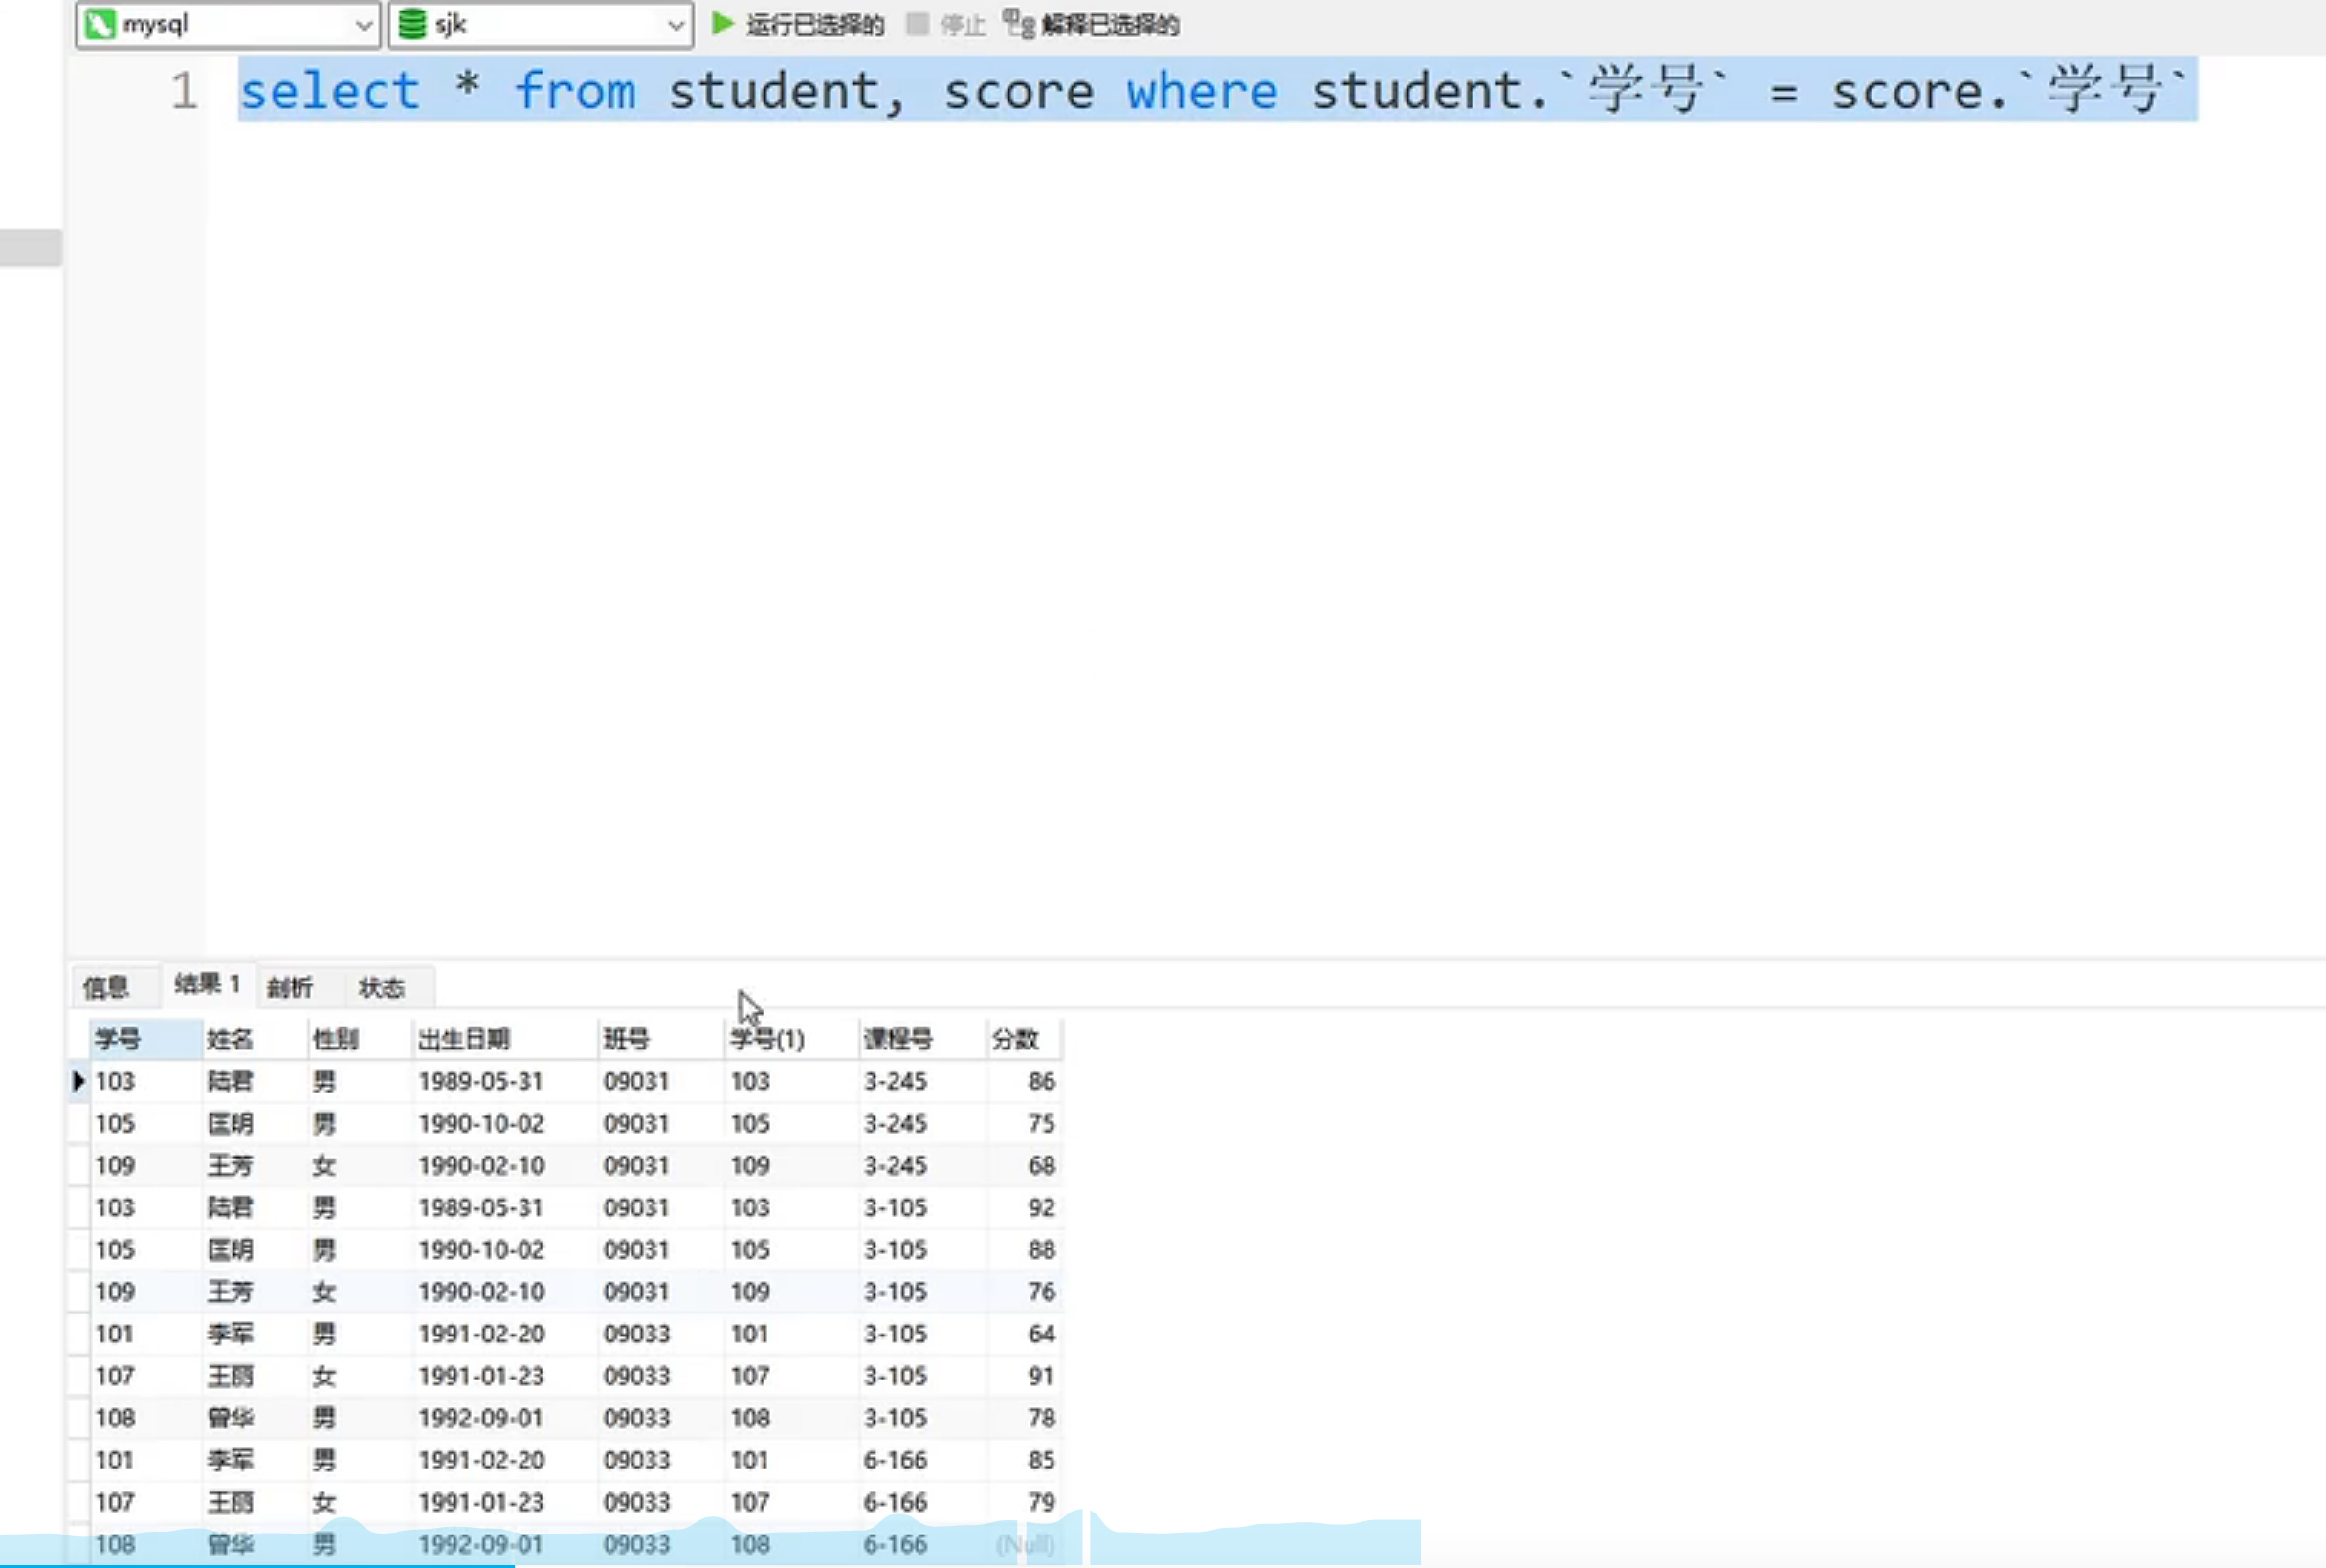 mysql sjk 运行已选择的 停止 解释已选择的
1 select * from student, score where student.`学号` = score.`学号`
信息 结果 1 剖析 状态
学号 姓名 性别 出生日期 班号 学号(1) 课程号 分数
103 陆君 男 1989-05-31 09031 103 3-245 86
105 匡明 男 1990-10-02 09031 105 3-245 75
109 王芳 女 1990-02-10 09031 109 3-245 68
103 陆君 男 1989-05-31 09031 103 3-105 92
105 匡明 男 1990-10-02 09031 105 3-105 88
109 王芳 女 1990-02-10 09031 109 3-105 76
101 李军 男 1991-02-20 09033 101 3-105 64
107 王丽 女 1991-01-23 09033 107 3-105 91
108 曾华 男 1992-09-01 09033 108 3-105 78
101 李军 男 1991-02-20 09033 101 6-166 85
107 王丽 女 1991-01-23 09033 107 6-166 79
108 曾华 男 1992-09-01 09033 108 6-166 (Null)